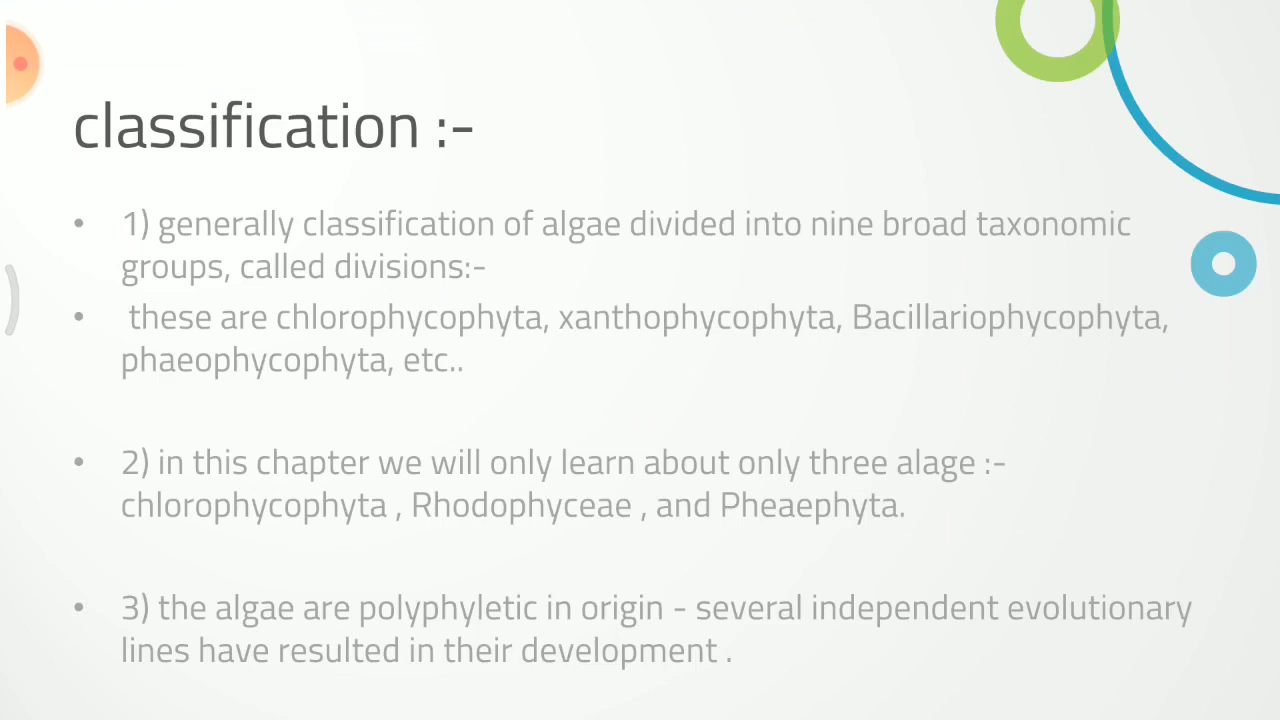 classification :-
• 1) generally classification of algae divided into nine broad taxonomic
groups, called divisions:-
• these are chlorophycophyta, xanthophycophyta, Bacillariophycophyta,
phaeophycophyta, etc..
• 2) in this chapter we will only learn about only three alage :-
chlorophycophyta , Rhodophyceae , and Pheaephyta.
• 3) the algae are polyphyletic in origin - several independent evolutionary
lines have resulted in their development .